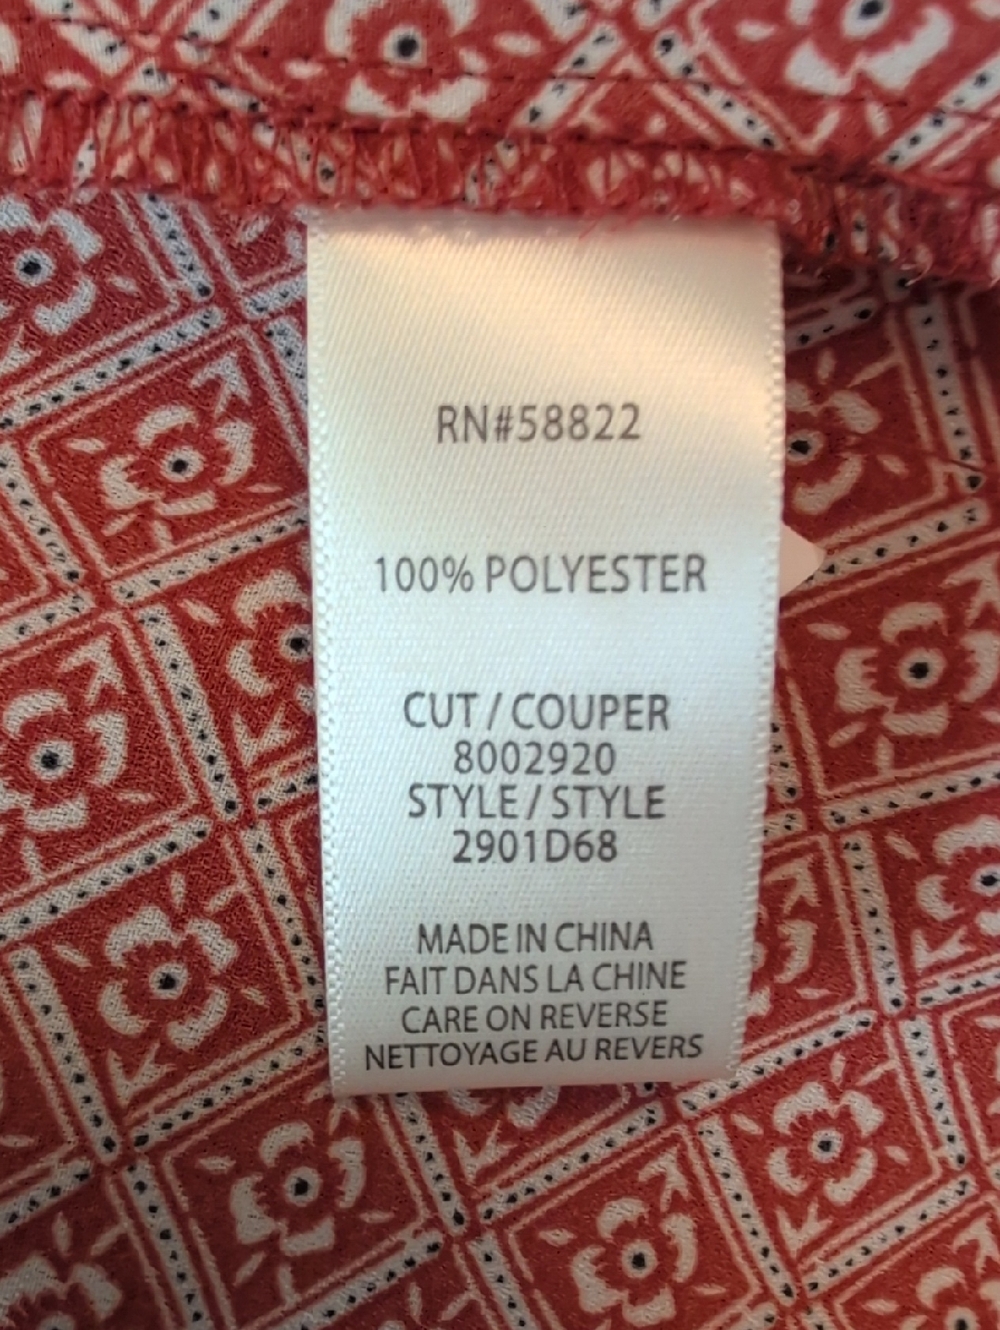 RN#58822
100% POLYESTER
CUT / COUPER
8002920
STYLE / STYLE
2901D68
MADE IN CHINA
FAIT DANS LA CHINE
CARE ON REVERSE
NETTOYAGE AU REVERS